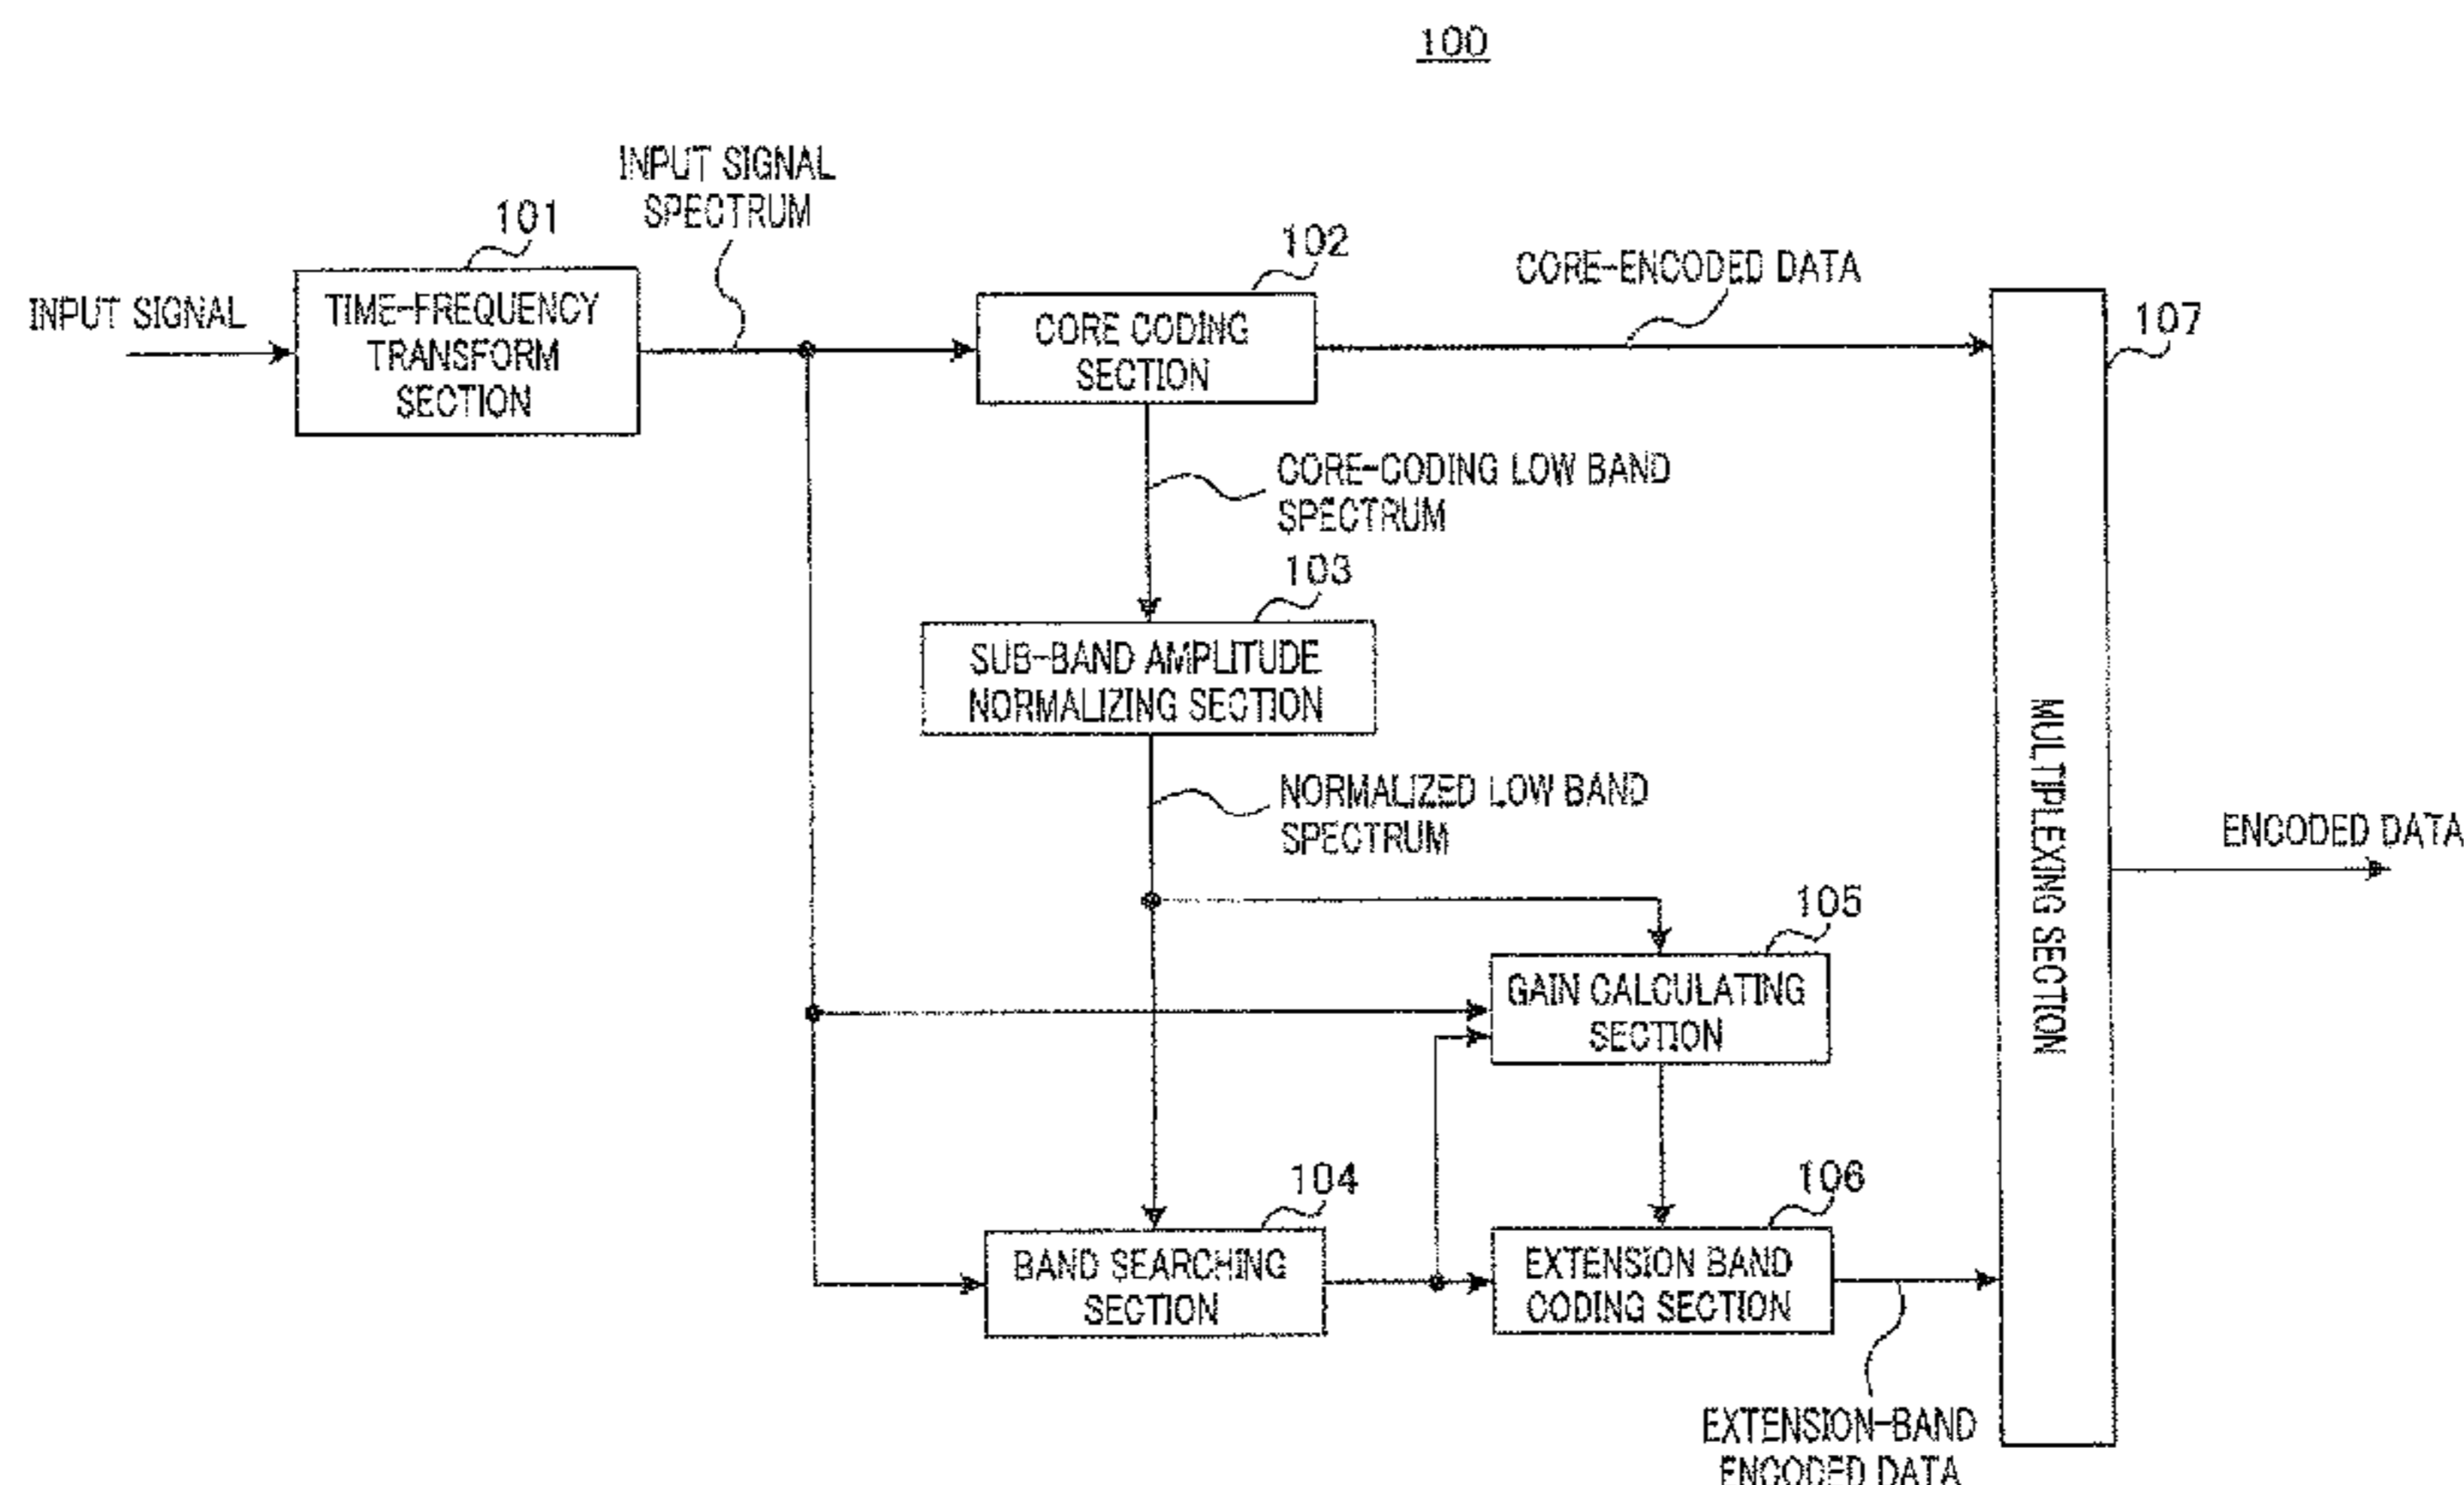 100
INPUT SIGNAL
101
TIME-FREQUENCY
TRANSFORM
SECTION
INPUT SIGNAL
SPECTRUM
102
CORE CODING
SECTION
CORE-ENCODED DATA
107
MULTIPLEXING SECTION
CORE-CODING LOW BAND
SPECTRUM
103
SUB-BAND AMPLITUDE
NORMALIZING SECTION
NORMALIZED LOW BAND
SPECTRUM
ENCODED DATA
105
GAIN CALCULATING
SECTION
104
BAND SEARCHING
SECTION
106
EXTENSION BAND
CODING SECTION
EXTENSION-BAND
ENCODED DATA